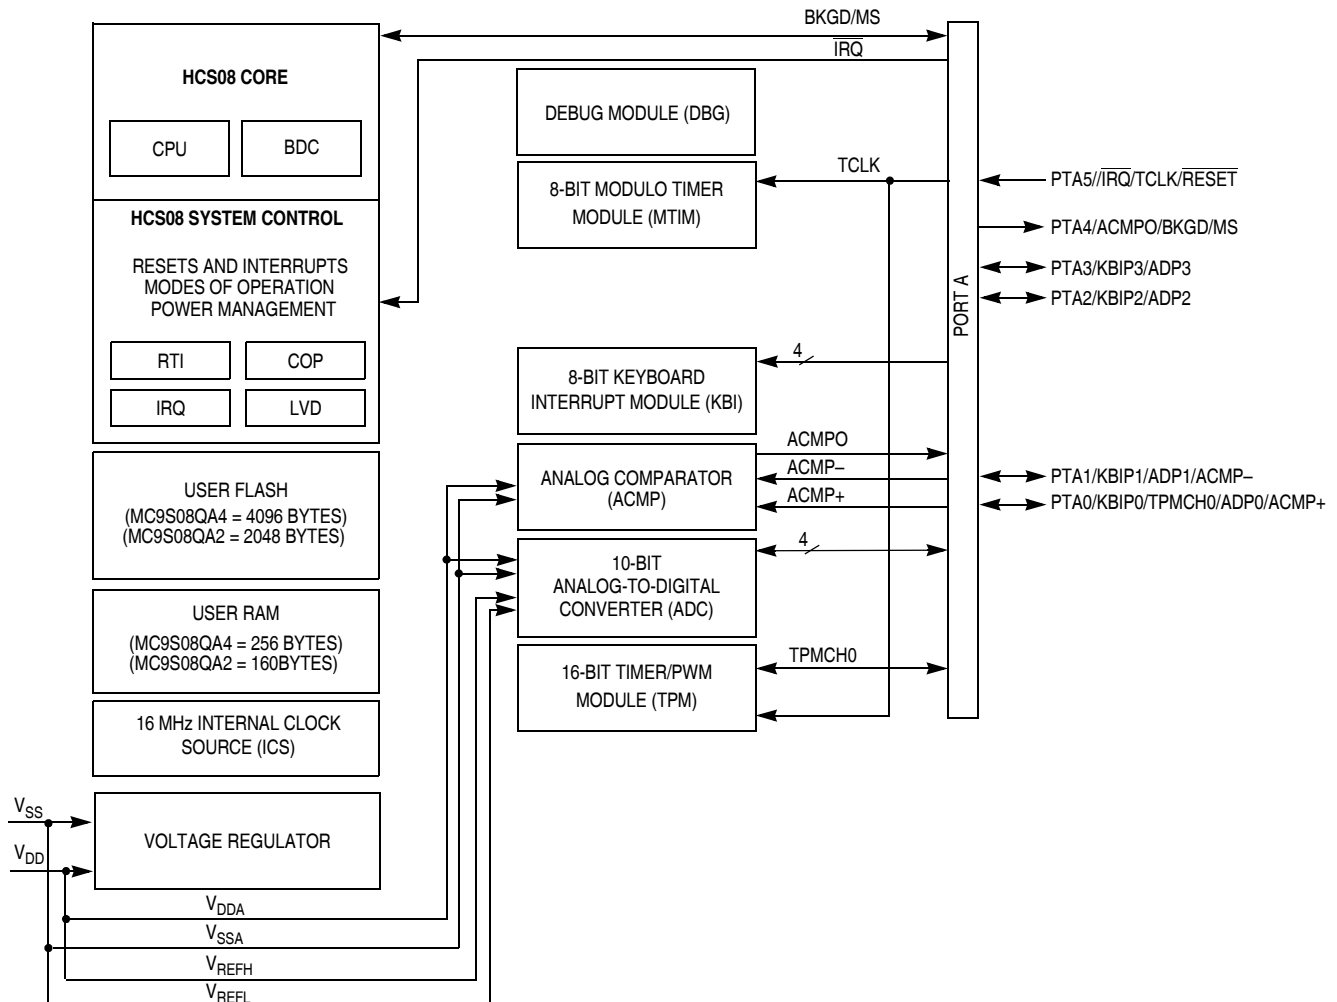 BKGD/MS
IRQ
HCS08 CORE
CPU
BDC
DEBUG MODULE (DBG)
TCLK
8-BIT MODULO TIMER
MODULE (MTIM)
HCS08 SYSTEM CONTROL
RESETS AND INTERRUPTS
MODES OF OPERATION
POWER MANAGEMENT
RTI
COP
IRQ
LVD
PORT A
PTA5//IRQ/TCLK/RESET
PTA4/ACMPO/BKGD/MS
PTA3/KBIP3/ADP3
PTA2/KBIP2/ADP2
4
8-BIT KEYBOARD
INTERRUPT MODULE (KBI)
ACMPO
ACMP–
ACMP+
ANALOG COMPARATOR
(ACMP)
PTA1/KBIP1/ADP1/ACMP–
PTA0/KBIP0/TPMCH0/ADP0/ACMP+
USER FLASH
(MC9S08QA4 = 4096 BYTES)
(MC9S08QA2 = 2048 BYTES)
4
10-BIT
ANALOG-TO-DIGITAL
CONVERTER (ADC)
USER RAM
(MC9S08QA4 = 256 BYTES)
(MC9S08QA2 = 160BYTES)
TPMCH0
16-BIT TIMER/PWM
MODULE (TPM)
16 MHz INTERNAL CLOCK
SOURCE (ICS)
VSS
VDD
VOLTAGE REGULATOR
VDDA
VSSA
VREFH
VREFL